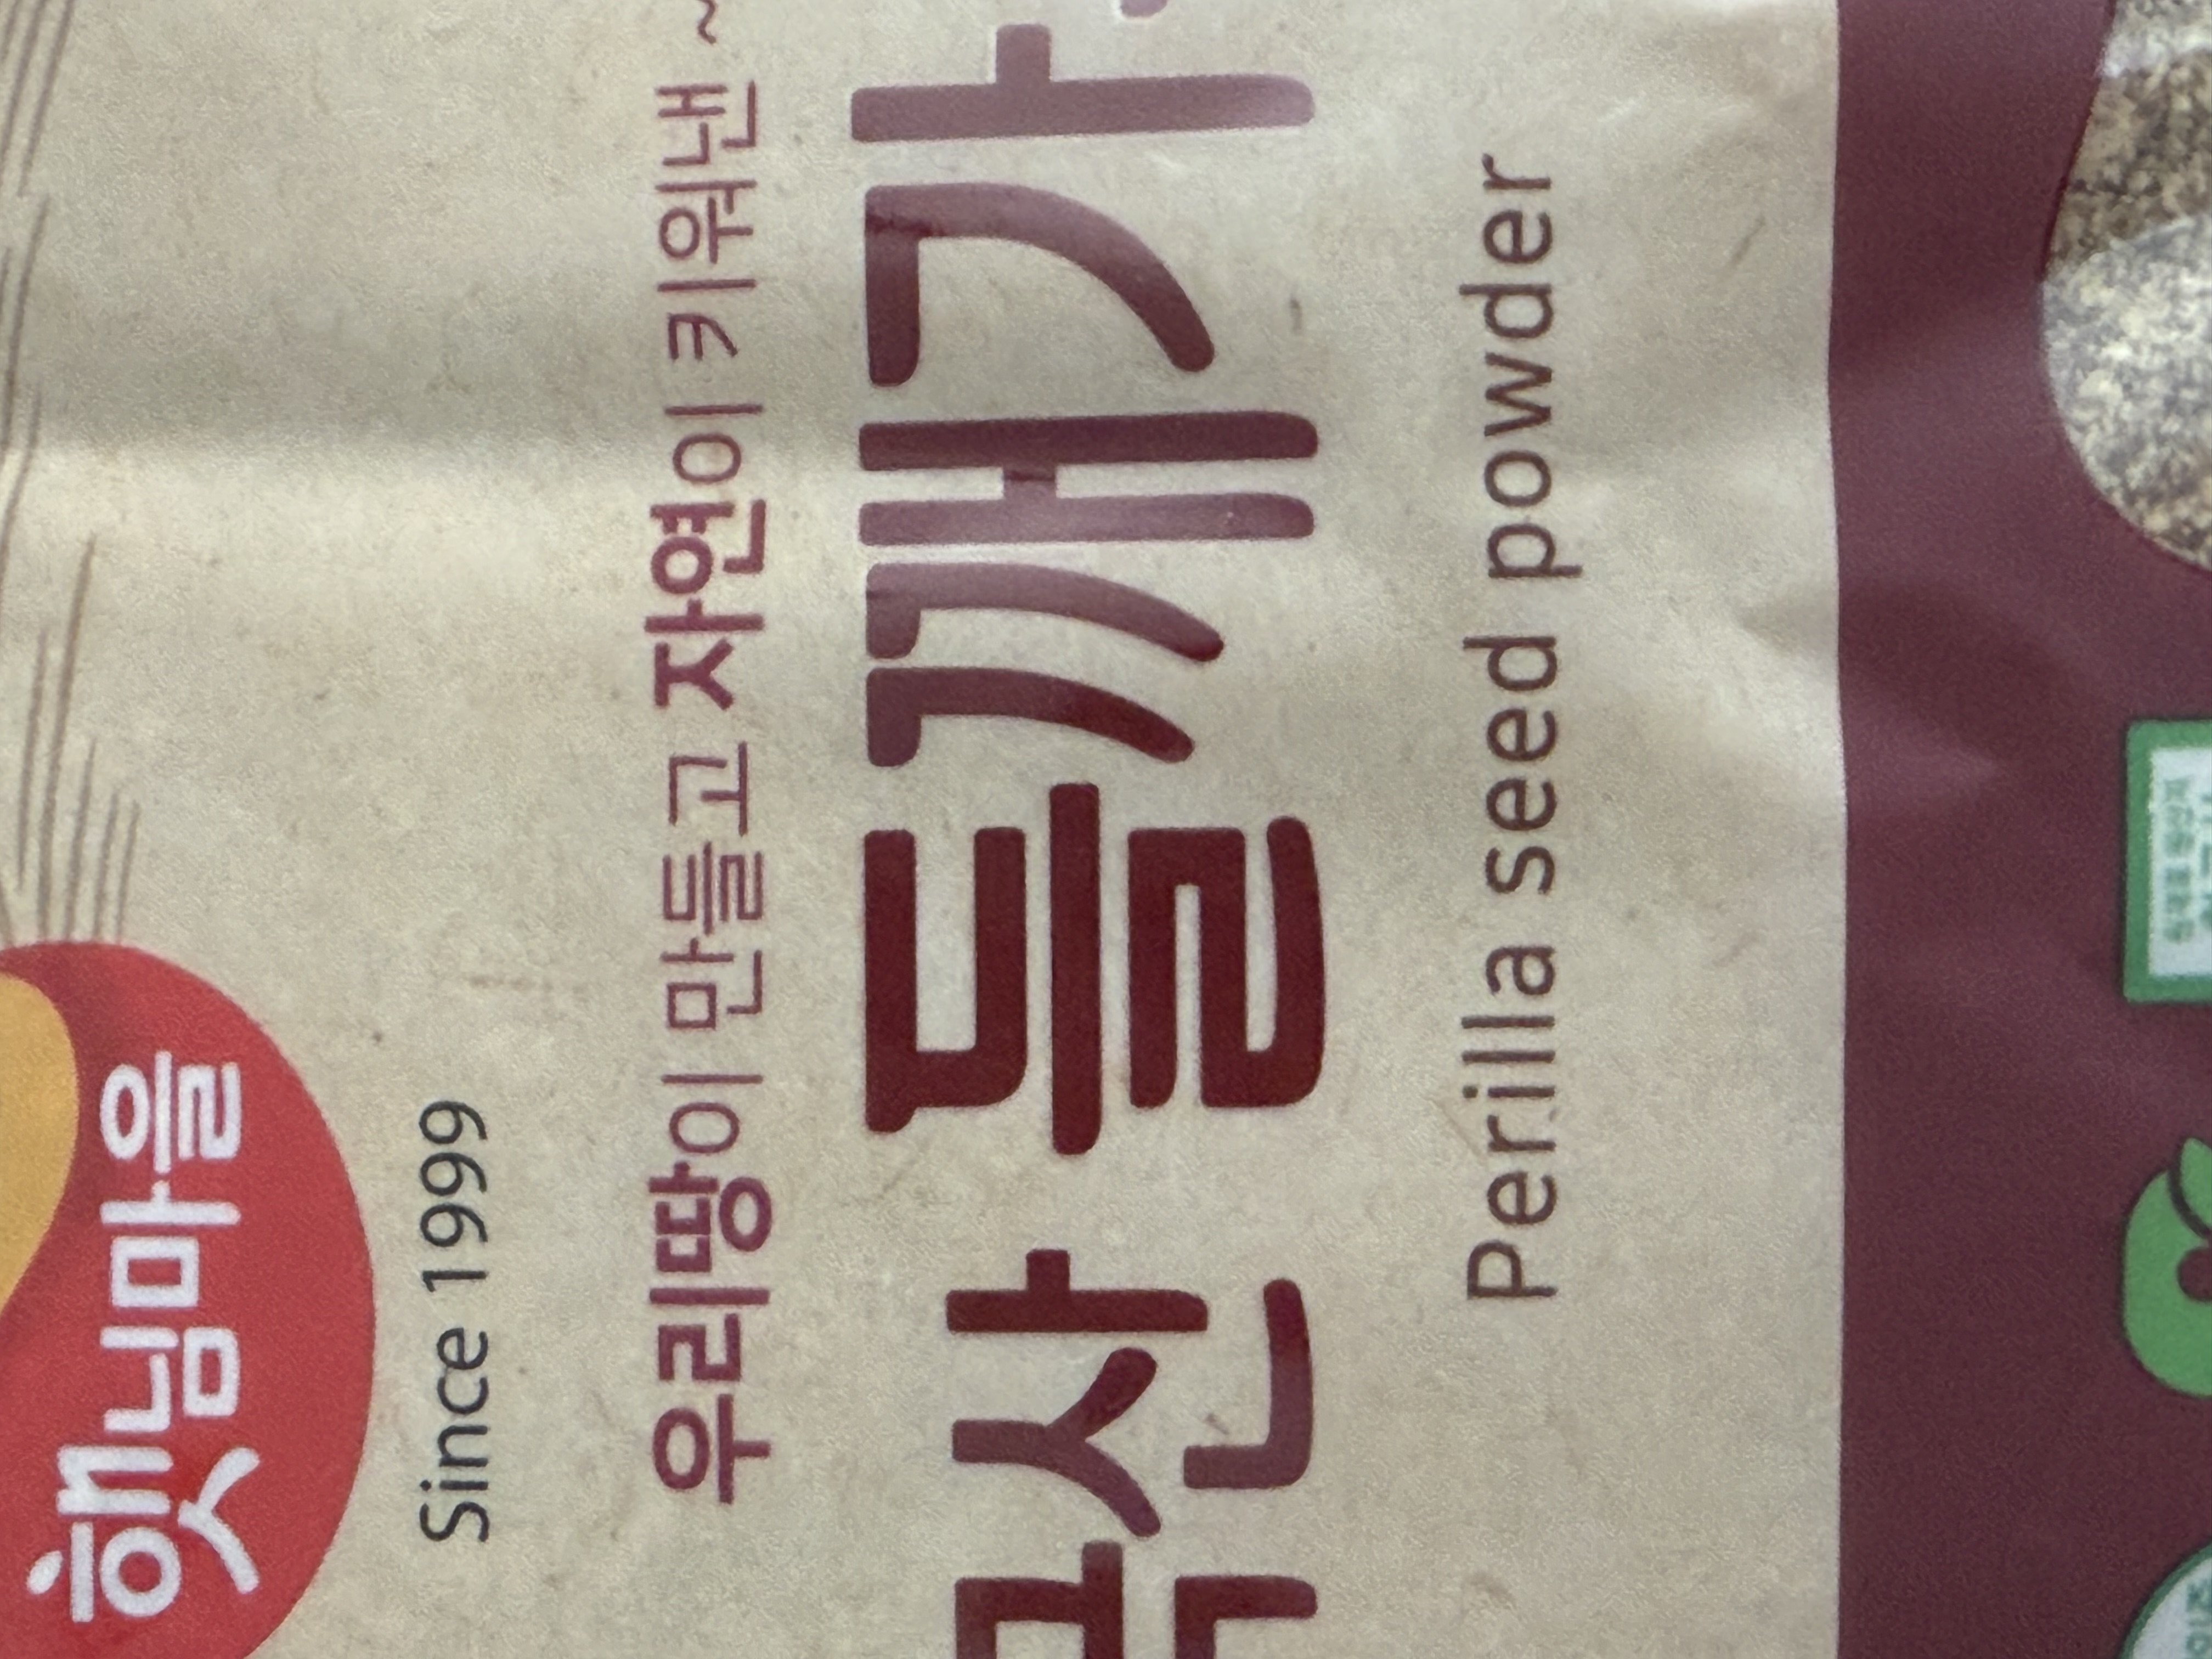 햇님마을
Since 1999
우리땅이 만들고 자연이 키워낸 ~
산 들깨가
Perilla seed powder